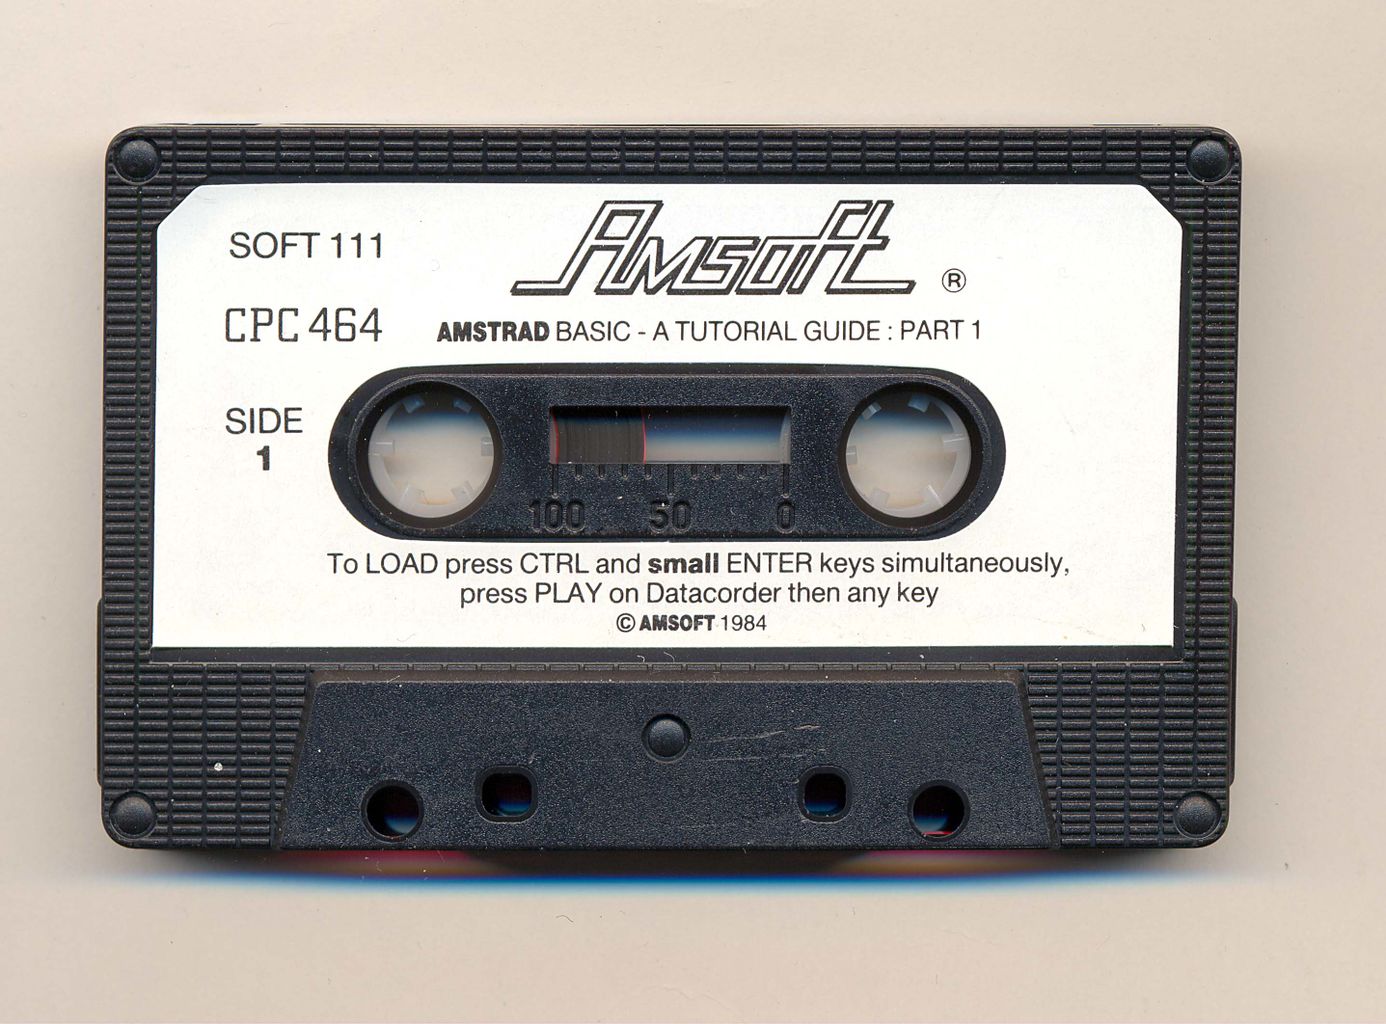 SOFT 111
Amsoft ®
CPC 464
AMSTRAD BASIC - A TUTORIAL GUIDE : PART 1
SIDE
1
100 50 0
To LOAD press CTRL and small ENTER keys simultaneously,
press PLAY on Datacorder then any key
© AMSOFT 1984